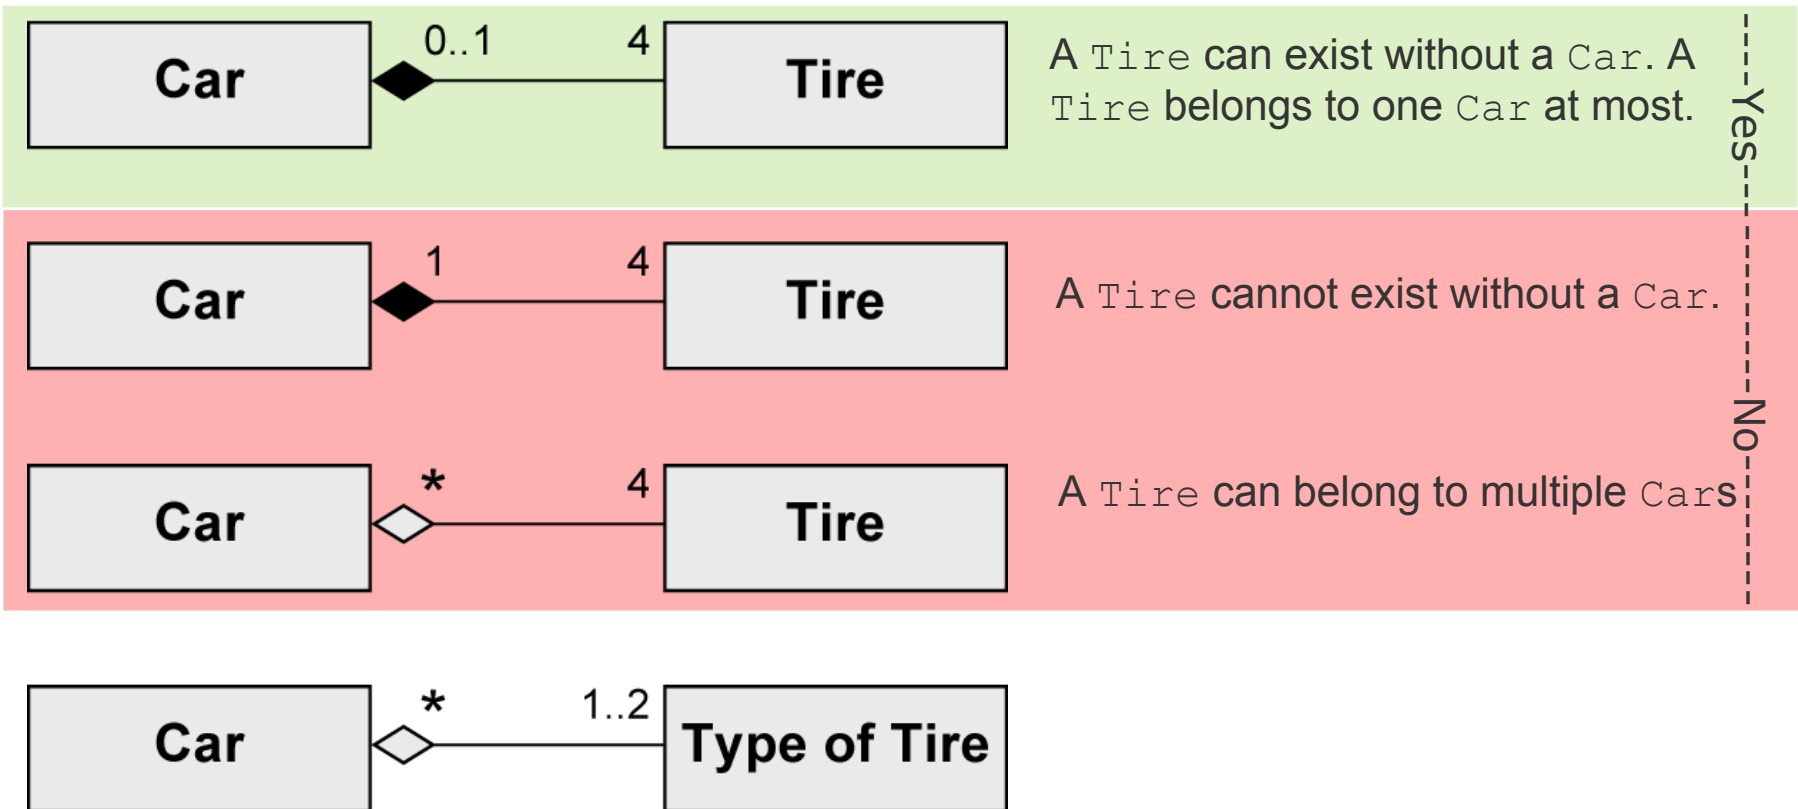 Car 0..1 4 Tire
A Tire can exist without a Car. A
Tire belongs to one Car at most.
Yes
Car 1 4 Tire
A Tire cannot exist without a Car.
No
Car * 4 Tire
A Tire can belong to multiple Cars
Car * 1..2 Type of Tire